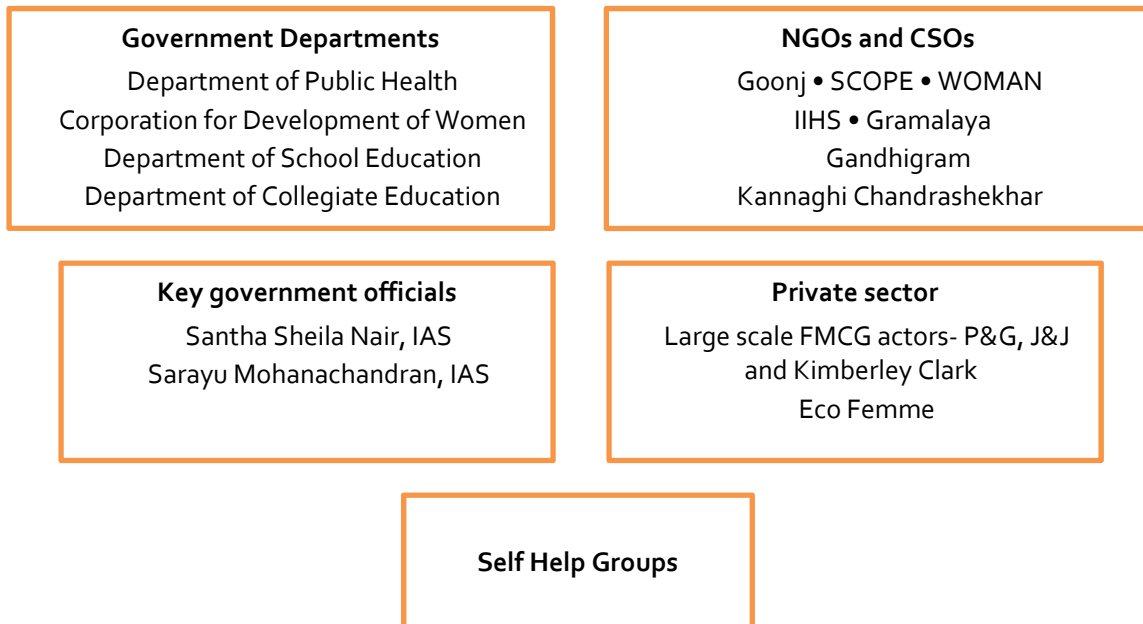 Government Departments
Department of Public Health
Corporation for Development of Women
Department of School Education
Department of Collegiate Education
NGOs and CSOs
Goonj • SCOPE • WOMAN
IIHS • Gramalaya
Gandhigram
Kannaghi Chandrashekhar
Key government officials
Santha Sheila Nair, IAS
Sarayu Mohanachandran, IAS
Private sector
Large scale FMCG actors- P&G, J&J
and Kimberley Clark
Eco Femme
Self Help Groups